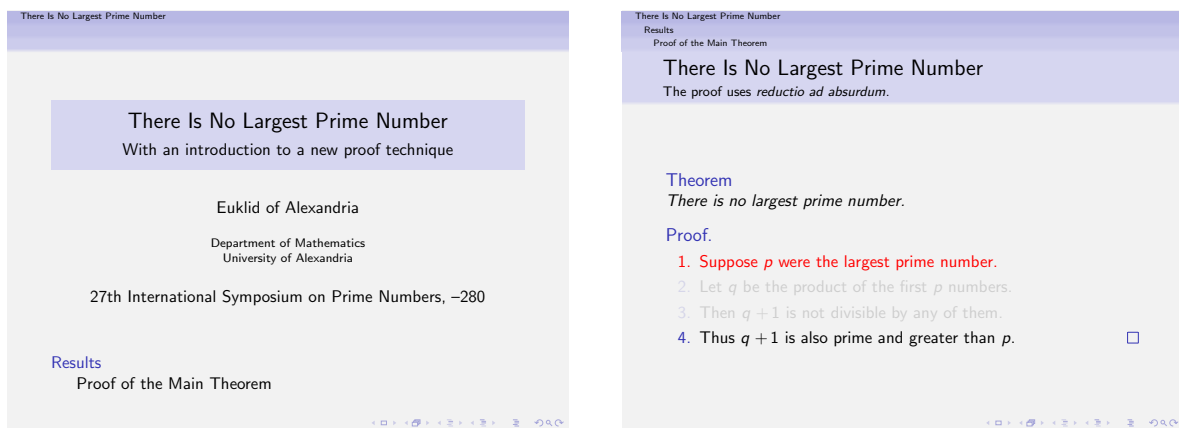 There Is No Largest Prime Number
There Is No Largest Prime Number
With an introduction to a new proof technique
Euklid of Alexandria
Department of Mathematics
University of Alexandria
27th International Symposium on Prime Numbers, –280
Results
Proof of the Main Theorem
There Is No Largest Prime Number
Results
Proof of the Main Theorem
There Is No Largest Prime Number
The proof uses reductio ad absurdum.
Theorem
There is no largest prime number.
Proof.
1. Suppose p were the largest prime number.
2. Let q be the product of the first p numbers.
3. Then q + 1 is not divisible by any of them.
4. Thus q + 1 is also prime and greater than p. □